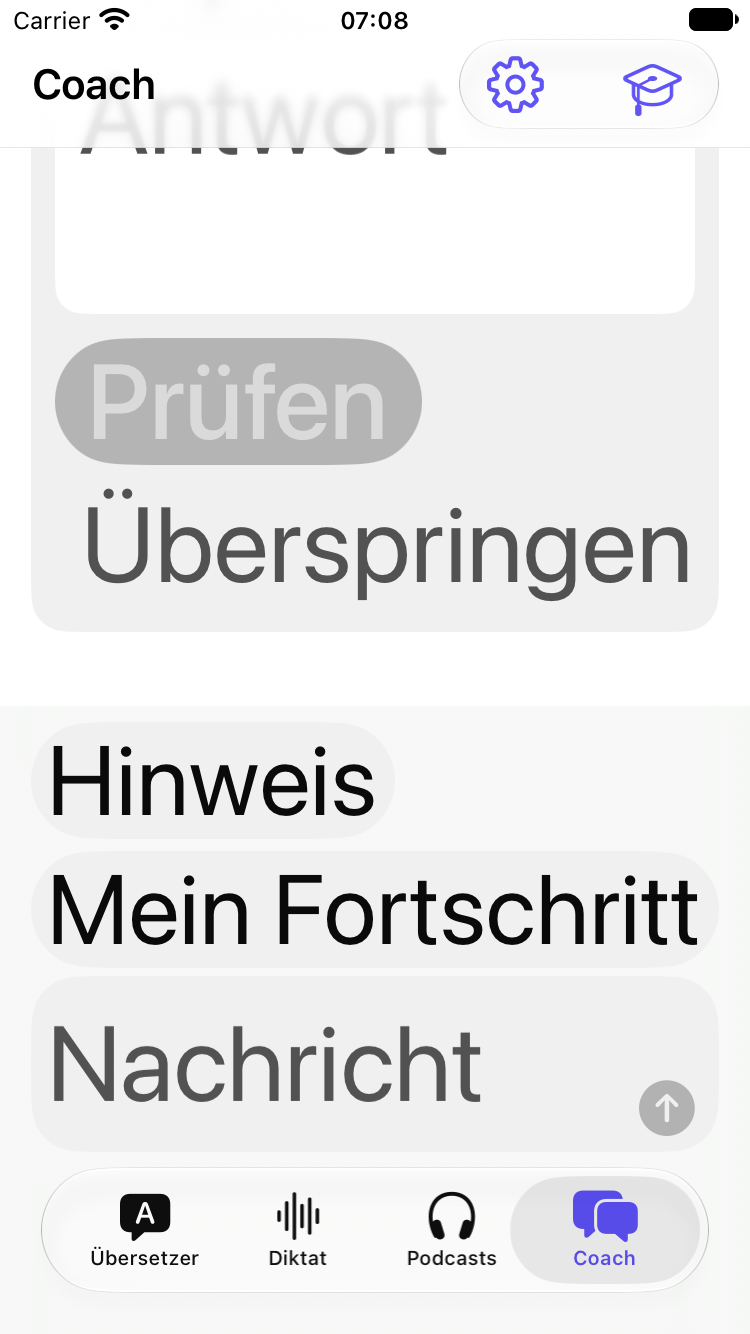 Carrier 07:08
Coach
Antwort
Prüfen
Überspringen
Hinweis
Mein Fortschritt
Nachricht
Übersetzer Diktat Podcasts Coach